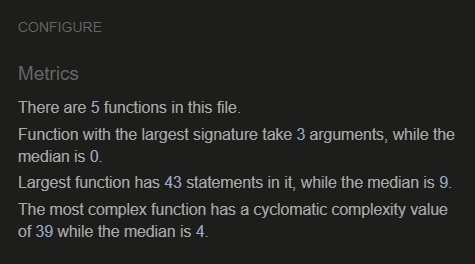 CONFIGURE
Metrics
There are 5 functions in this file.
Function with the largest signature take 3 arguments, while the
median is 0.
Largest function has 43 statements in it, while the median is 9.
The most complex function has a cyclomatic complexity value
of 39 while the median is 4.